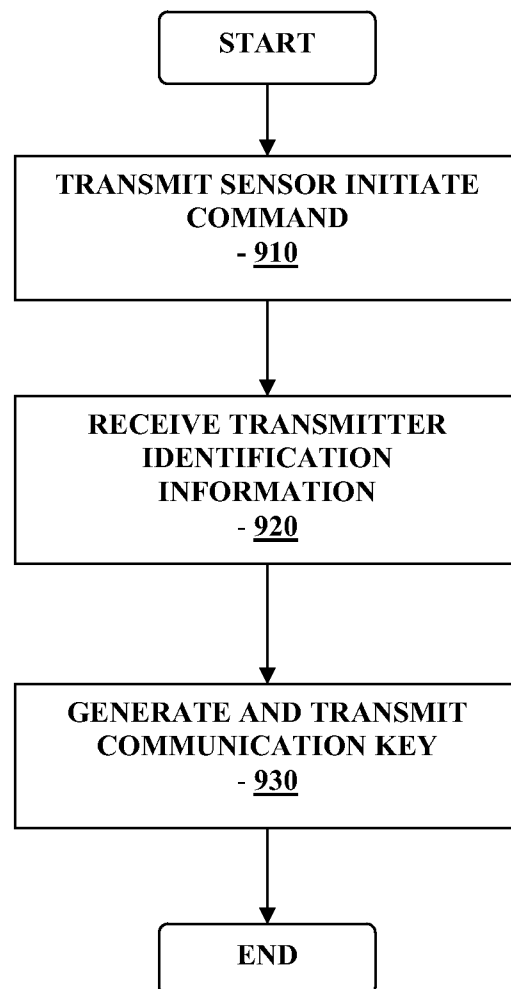 START
TRANSMIT SENSOR INITIATE
COMMAND
- 910
RECEIVE TRANSMITTER
IDENTIFICATION
INFORMATION
- 920
GENERATE AND TRANSMIT
COMMUNICATION KEY
- 930
END